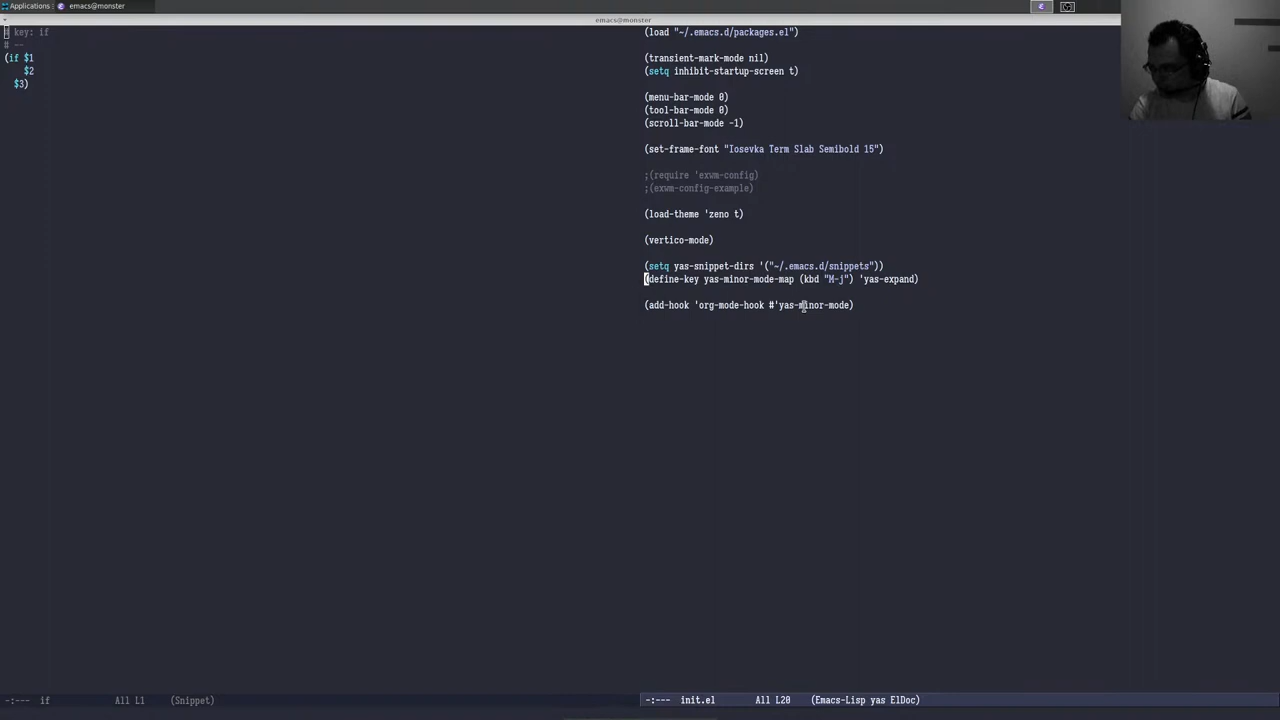 Applications emacs@monster
emacs@monster
# key: if
# --
(if $1
$2
$3)
(load "~/.emacs.d/packages.el")
(transient-mark-mode nil)
(setq inhibit-startup-screen t)
(menu-bar-mode 0)
(tool-bar-mode 0)
(scroll-bar-mode -1)
(set-frame-font "Iosevka Term Slab Semibold 15")
;(require 'exwm-config)
;(exwm-config-example)
(load-theme 'zeno t)
(vertico-mode)
(setq yas-snippet-dirs '("~/.emacs.d/snippets"))
(define-key yas-minor-mode-map (kbd "M-j") 'yas-expand)
(add-hook 'org-mode-hook #'yas-minor-mode)
-:--- if All L1 (Snippet)
-:--- init.el All L20 (Emacs-Lisp yas ElDoc)